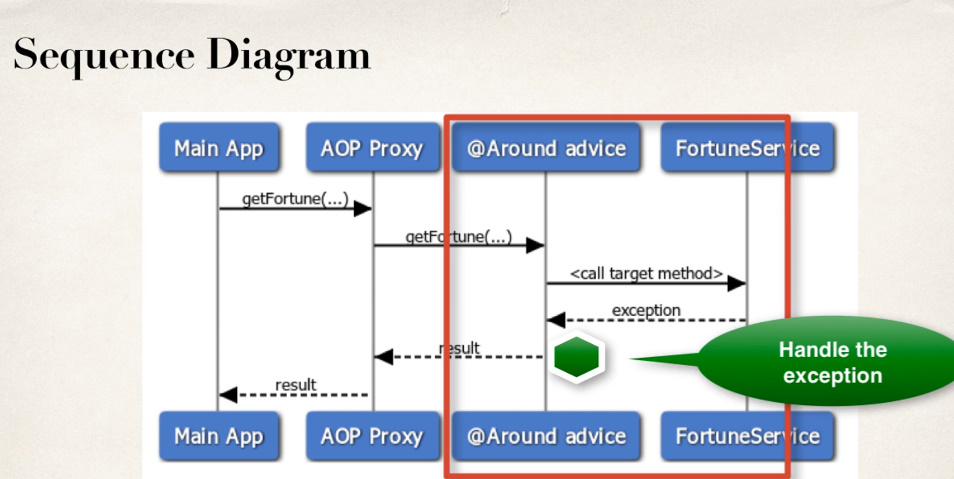 Sequence Diagram
Main App
AOP Proxy
@Around advice
FortuneService
getFortune(...)
getFortune(...)
<call target method>
exception
result
Handle the
exception
result
Main App
AOP Proxy
@Around advice
FortuneService